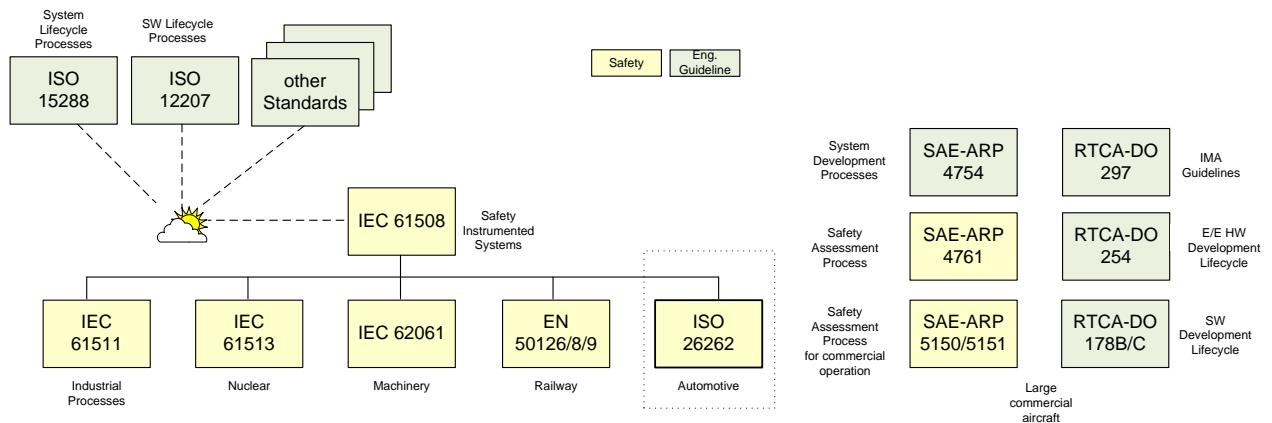 System
Lifecycle
Processes
SW Lifecycle
Processes
ISO
15288
ISO
12207
other
Standards
Safety
Eng.
Guideline
IEC 61508
Safety
Instrumented
Systems
IEC
61511
Industrial
Processes
IEC
61513
Nuclear
IEC 62061
Machinery
EN
50126/8/9
Railway
ISO
26262
Automotive
System
Development
Processes
SAE-ARP
4754
RTCA-DO
297
IMA
Guidelines
Safety
Assessment
Process
SAE-ARP
4761
RTCA-DO
254
E/E HW
Development
Lifecycle
Safety
Assessment
Process
for commercial
operation
SAE-ARP
5150/5151
RTCA-DO
178B/C
SW
Development
Lifecycle
Large
commercial
aircraft